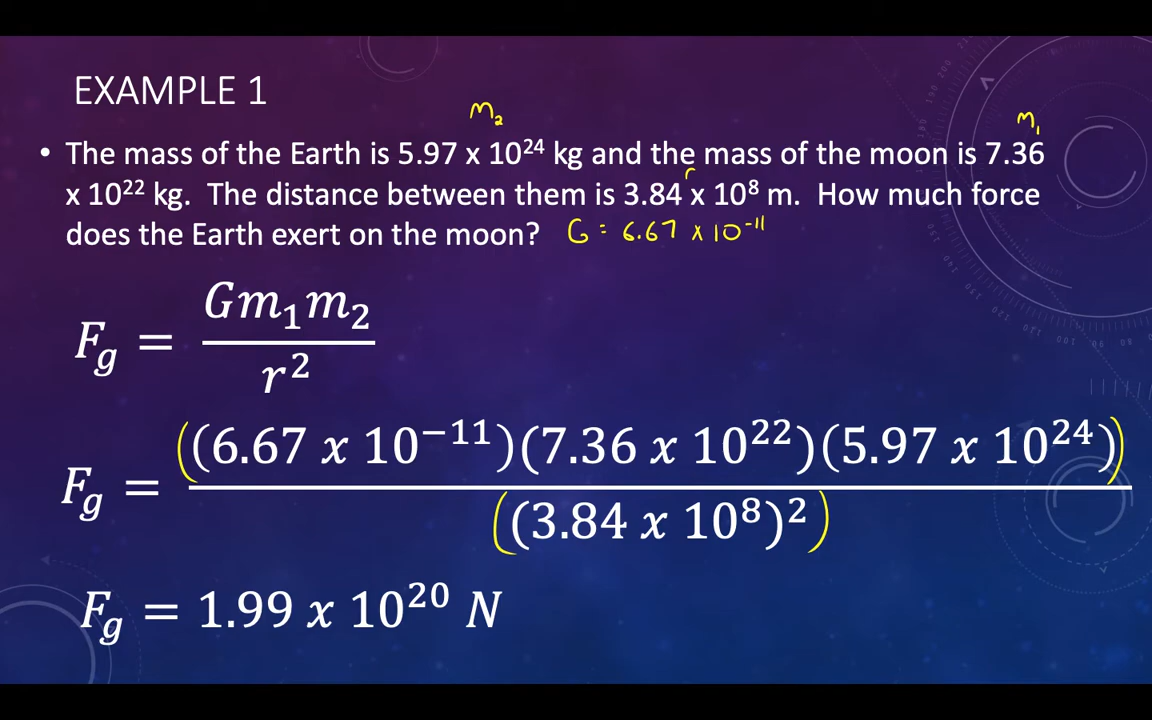 EXAMPLE 1
m₂
m₁
• The mass of the Earth is 5.97 x 10²⁴ kg and the mass of the moon is 7.36
r
x 10²² kg. The distance between them is 3.84 x 10⁸ m. How much force
does the Earth exert on the moon? G = 6.67 x 10⁻¹¹
F_g = Gm₁m₂ / r²
F_g = ((6.67 x 10⁻¹¹)(7.36 x 10²²)(5.97 x 10²⁴)) / ((3.84 x 10⁸)²)
F_g = 1.99 x 10²⁰ N